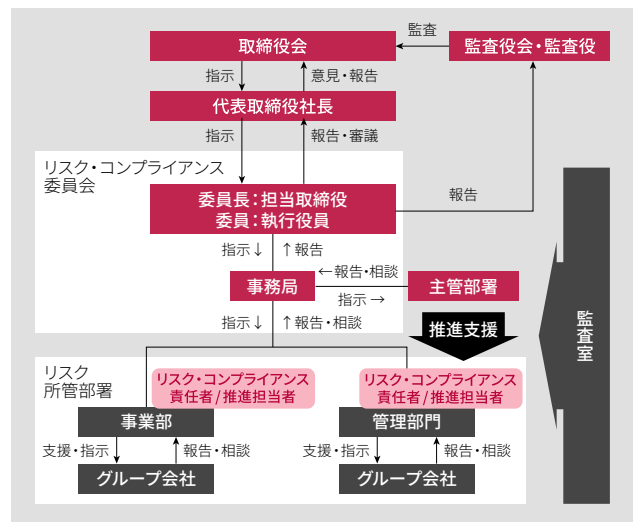 監査
取締役会
監査役会・監査役
指示
意見・報告
代表取締役社長
指示
報告・審議
リスク・コンプライアンス
委員会
委員長：担当取締役
委員：執行役員
報告
指示↓
↑報告
←報告・相談
事務局
主管部署
指示→
指示↓
↑報告・相談
推進支援
監査室
リスク
所管部署
リスク・コンプライアンス
責任者/推進担当者
リスク・コンプライアンス
責任者/推進担当者
事業部
管理部門
支援・指示
報告・相談
支援・指示
報告・相談
グループ会社
グループ会社